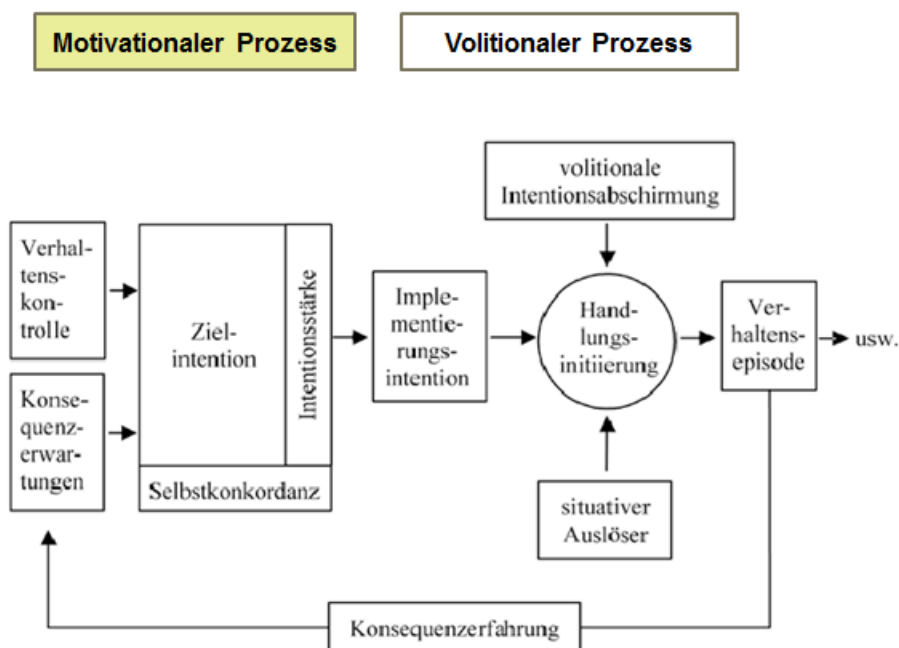 Motivationaler Prozess
Volitionaler Prozess
volitionale
Intentionsabschirmung
Verhal-
tens-
kon-
trolle
Konse-
quenz-
erwar-
tungen
Ziel-
intention
Intentionsstärke
Selbstkonkordanz
Imple-
mentie-
rungs-
intention
Hand-
lungs-
initiierung
Ver-
haltens-
episode
usw.
situativer
Auslöser
Konsequenzerfahrung